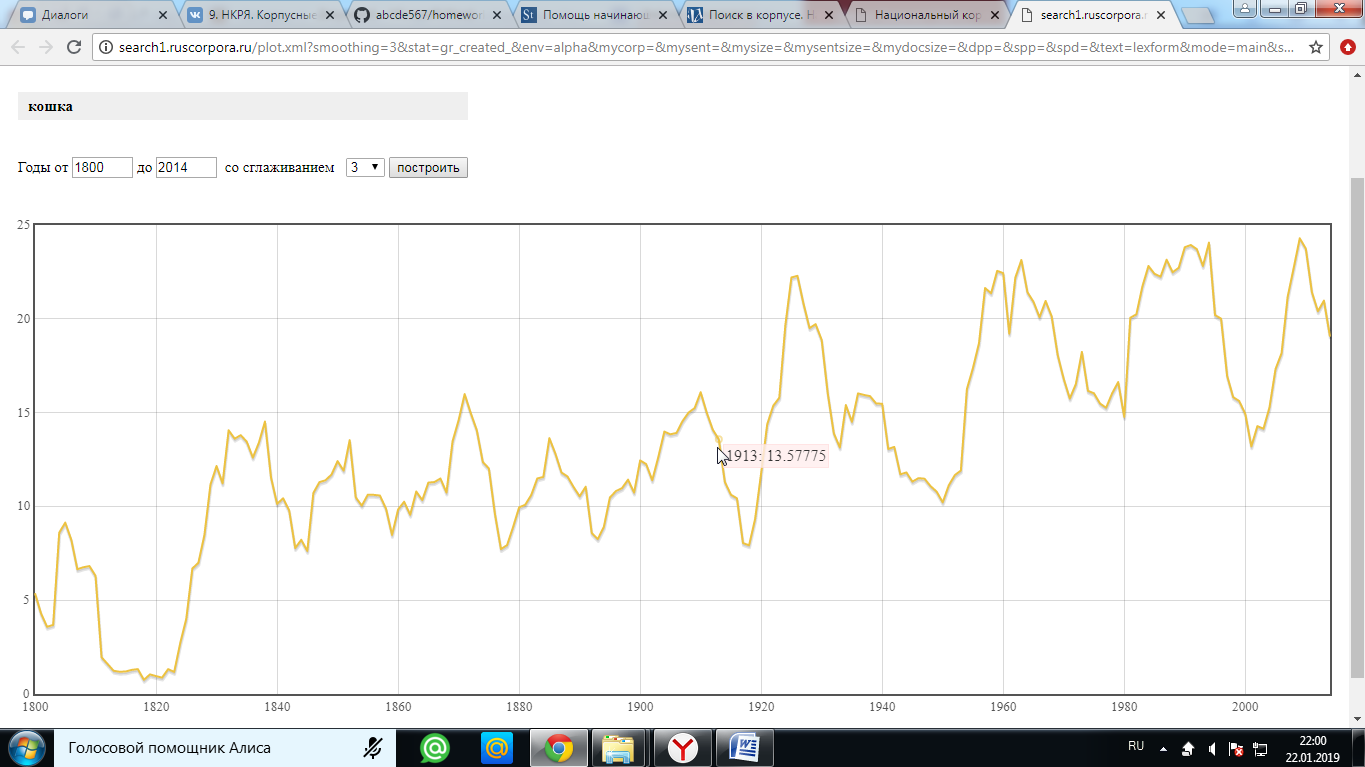 Диалоги
9. НКРЯ. Корпусные
abcde567/homewor
Помощь начинающ
Поиск в корпусе. Н
Национальный кор
search1.ruscorpora.r
search1.ruscorpora.ru/plot.xml?smoothing=3&stat=gr_created_&env=alpha&mycorp=&mysent=&mysize=&mysentsize=&mydocsize=&dpp=&spp=&spd=&text=lexform&mode=main&s...
кошка
Годы от 1800 до 2014 со сглаживанием 3 построить
25
20
15
10
5
0
1913: 13.57775
1800 1820 1840 1860 1880 1900 1920 1940 1960 1980 2000
Голосовой помощник Алиса
RU
22:00
22.01.2019